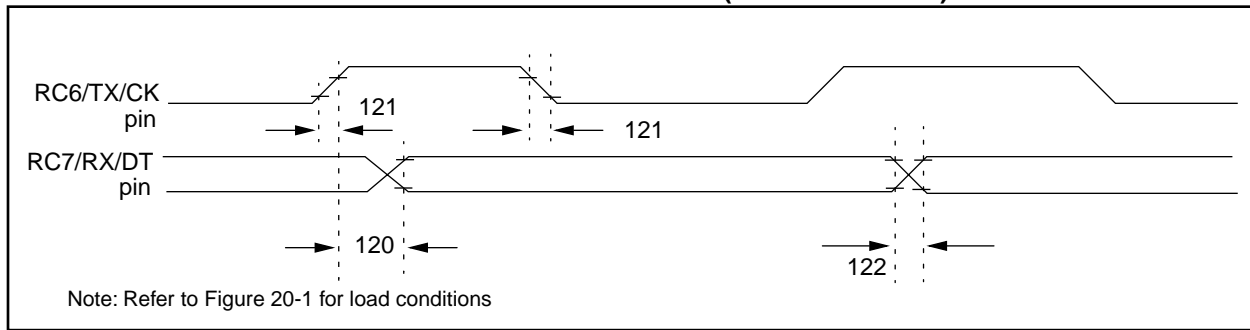 RC6/TX/CK
pin
121
121
RC7/RX/DT
pin
120
122
Note: Refer to Figure 20-1 for load conditions